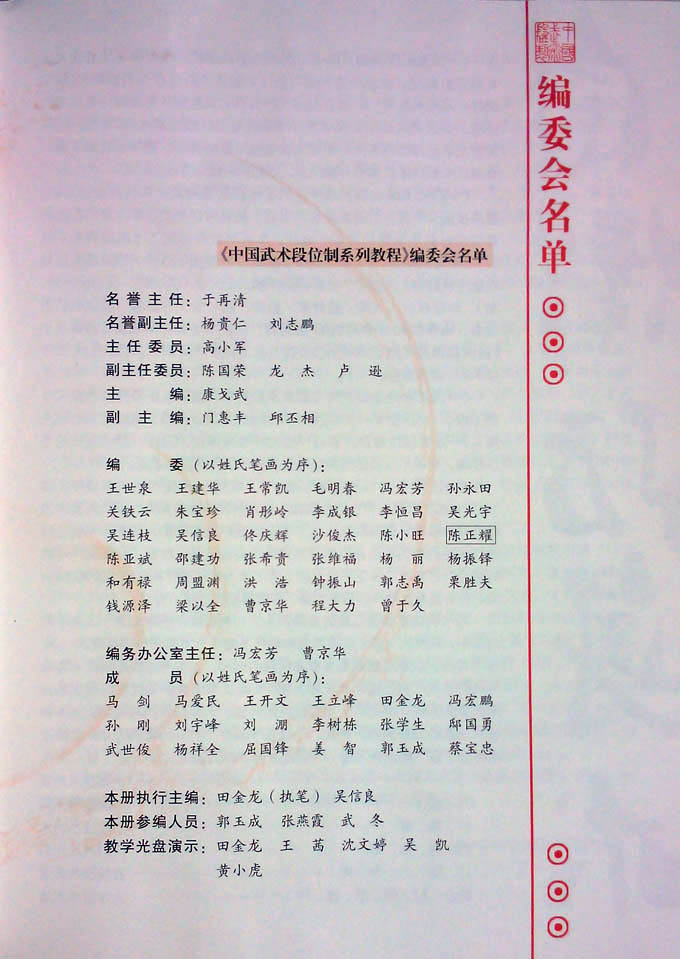 中国武术段位制
编委会名单
《中国武术段位制系列教程》编委会名单
名誉主任：于再清
名誉副主任：杨贵仁 刘志鹏
主任委员：高小军
副主任委员：陈国荣 龙杰 卢逊
主编：康戈武
副主编：门惠丰 邱丕相
编委（以姓氏笔画为序）：
王世泉 王建华 王常凯 毛明春 冯宏芳 孙永田
关铁云 朱宝珍 肖彤岭 李成银 李恒昌 吴光宇
吴连枝 吴信良 佟庆辉 沙俊杰 陈小旺 陈正耀
陈亚斌 邵建功 张希贵 张维福 杨丽 杨振铎
和有禄 周盟渊 洪浩 钟振山 郭志禹 栗胜夫
钱源泽 梁以全 曹京华 程大力 曾于久
编务办公室主任：冯宏芳 曹京华
成员（以姓氏笔画为序）：
马剑 马爱民 王开文 王立峰 田金龙 冯宏鹏
孙刚 刘宇峰 刘淜 李树栋 张学生 邸国勇
武世俊 杨祥全 屈国锋 姜智 郭玉成 蔡宝忠
本册执行主编：田金龙（执笔） 吴信良
本册参编人员：郭玉成 张燕霞 武冬
教学光盘演示：田金龙 王茜 沈文婷 吴凯
黄小虎